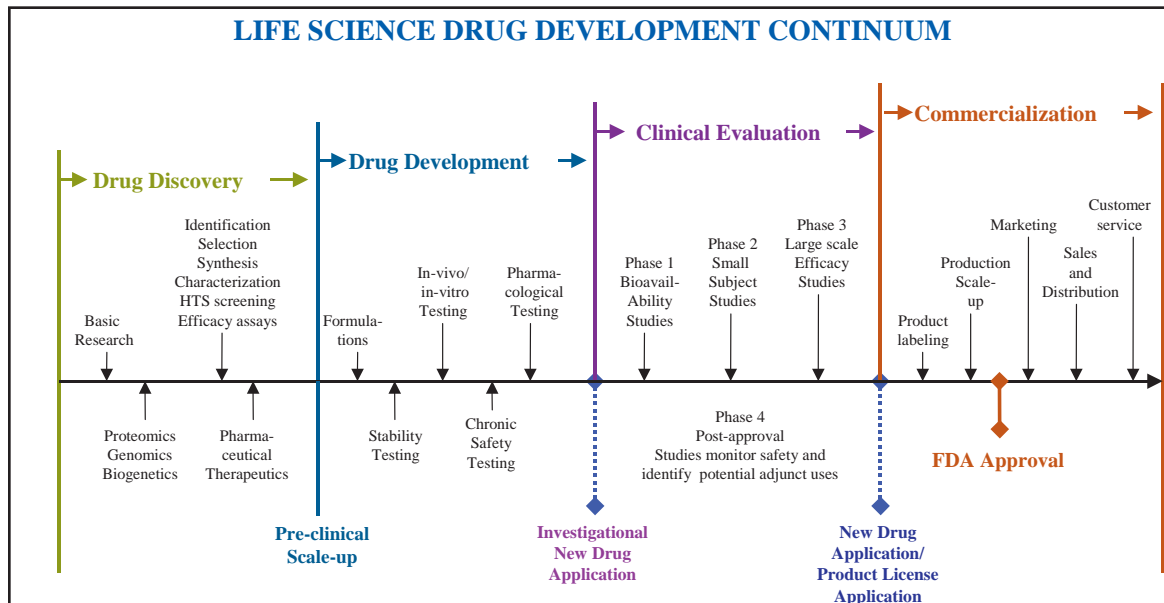 LIFE SCIENCE DRUG DEVELOPMENT CONTINUUM
Drug Discovery
Drug Development
Clinical Evaluation
Commercialization
Basic
Research
Proteomics
Genomics
Biogenetics
Identification
Selection
Synthesis
Characterization
HTS screening
Efficacy assays
Pharma-
ceutical
Therapeutics
Pre-clinical
Scale-up
Formula-
tions
Stability
Testing
In-vivo/
in-vitro
Testing
Chronic
Safety
Testing
Pharma-
cological
Testing
Investigational
New Drug
Application
Phase 1
Bioavail-
Ability
Studies
Phase 2
Small
Subject
Studies
Phase 3
Large scale
Efficacy
Studies
Phase 4
Post-approval
Studies monitor safety and
identify potential adjunct uses
New Drug
Application/
Product License
Application
Product
labeling
Production
Scale-
up
FDA Approval
Marketing
Sales
and
Distribution
Customer
service